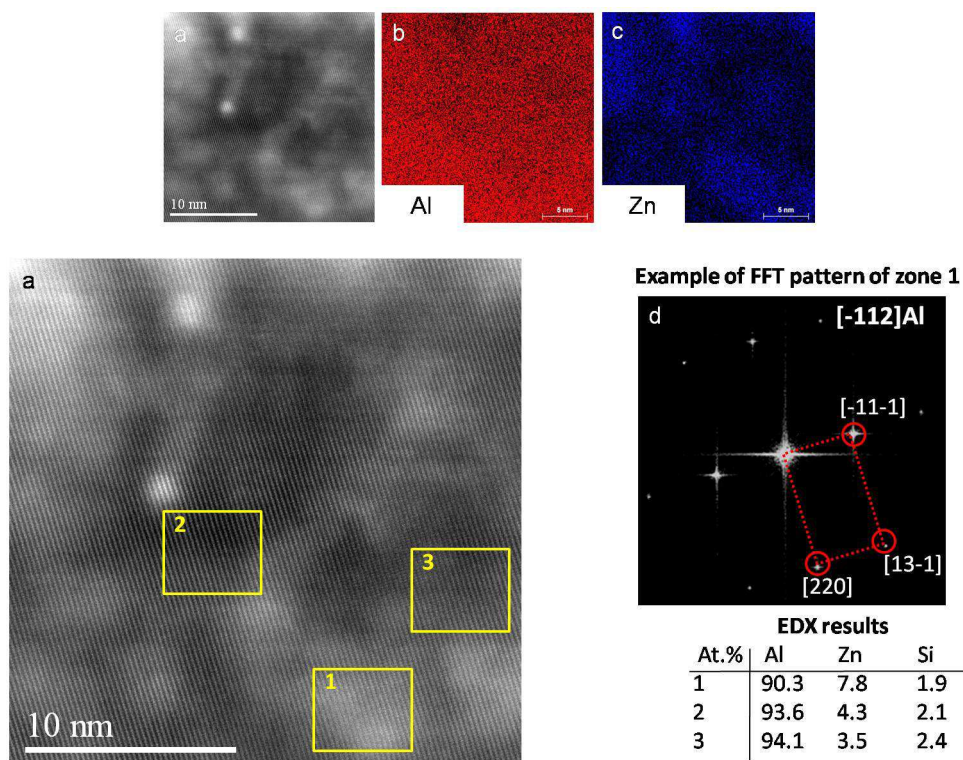 a
b
c
10 nm
Al
5 nm
Zn
5 nm
a
2
3
1
10 nm
Example of FFT pattern of zone 1
d
[-112]Al
[-11-1]
[13-1]
[220]
EDX results
At.% Al Zn Si
1 90.3 7.8 1.9
2 93.6 4.3 2.1
3 94.1 3.5 2.4